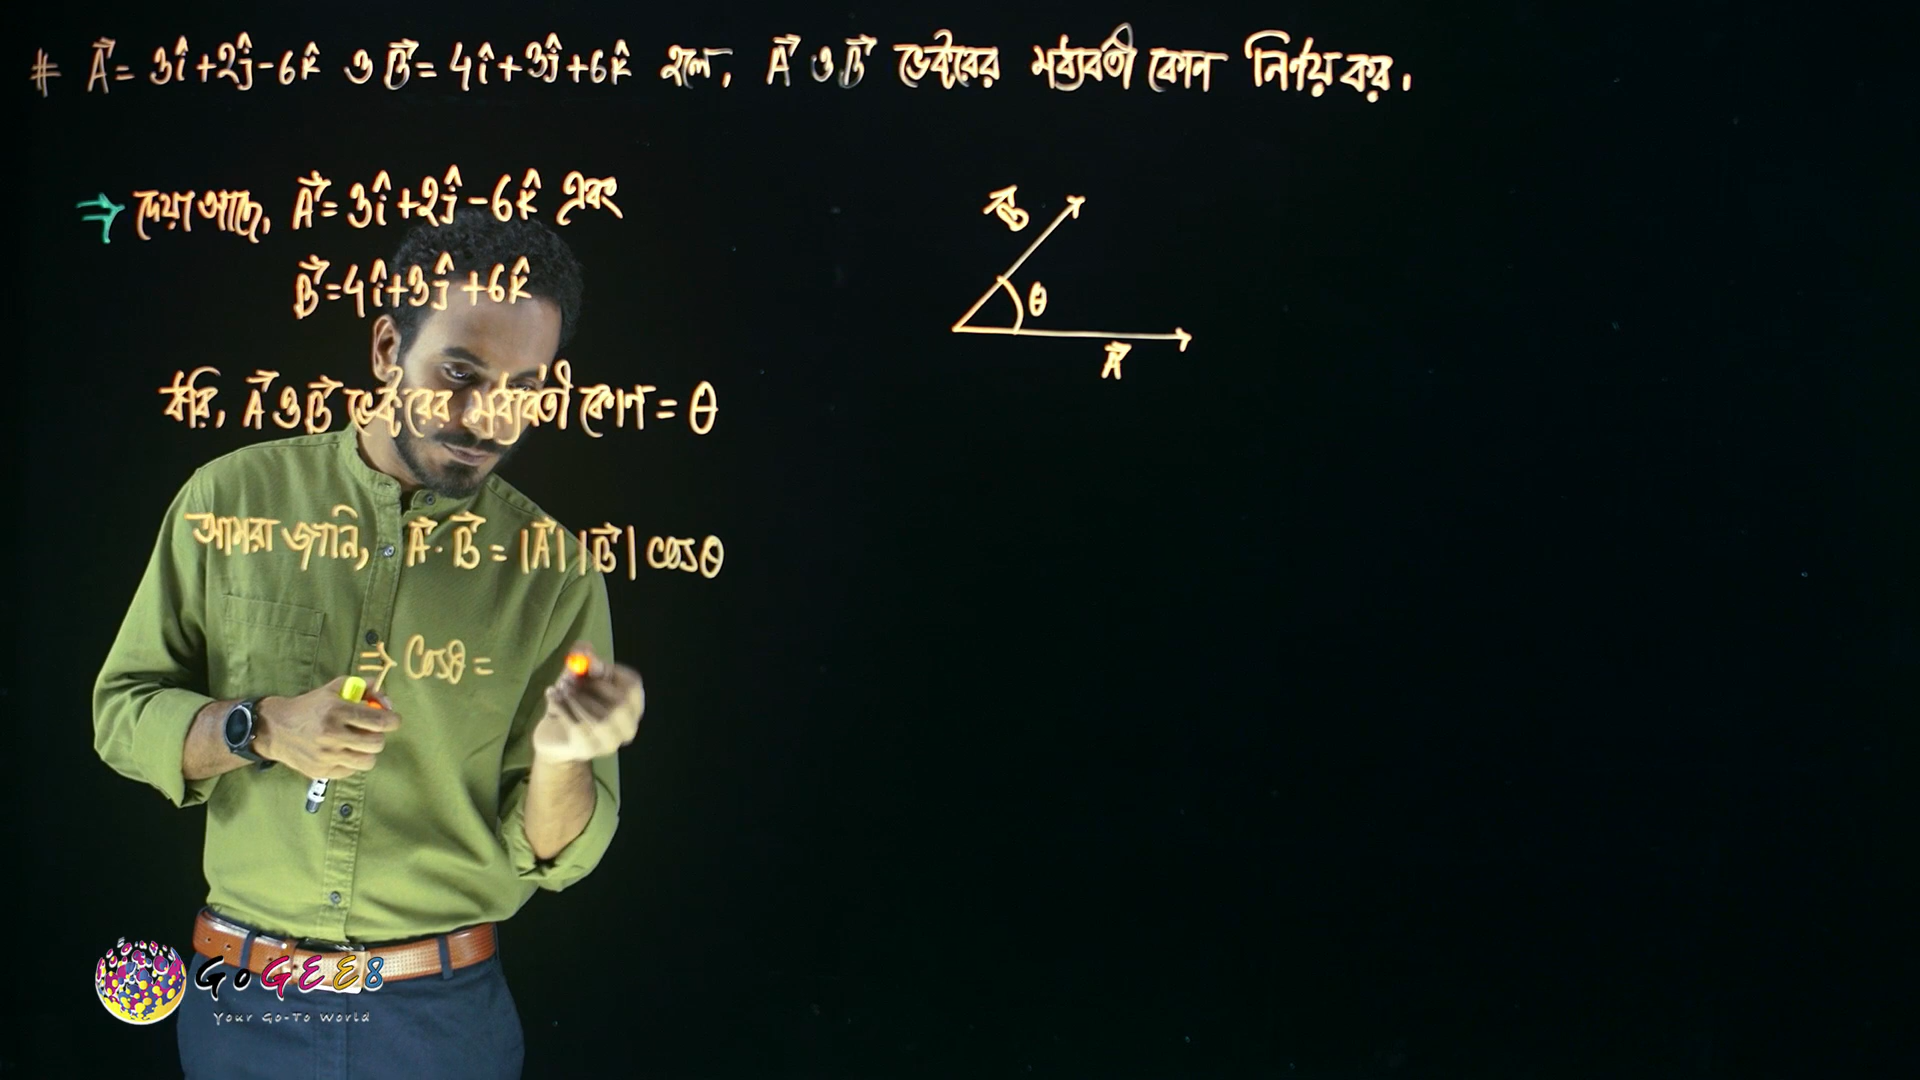 # A⃗ = 3î + 2ĵ - 6k̂ ও B⃗ = 4î + 3ĵ + 6k̂ হলে, A⃗ ও B⃗ ভেক্টরের মধ্যবর্তী কোন নির্ণয় কর।
⇒ দেয়া আছে, A⃗ = 3î + 2ĵ - 6k̂ এবং
B⃗ = 4î + 3ĵ + 6k̂
B⃗
θ
A⃗
ধরি, A⃗ ও B⃗ ভেক্টরের মধ্যবর্তী কোণ = θ
আমরা জানি, A⃗ · B⃗ = |A⃗| |B⃗| cosθ
⇒ Cosθ =
GoGEE8
Your Go-To World